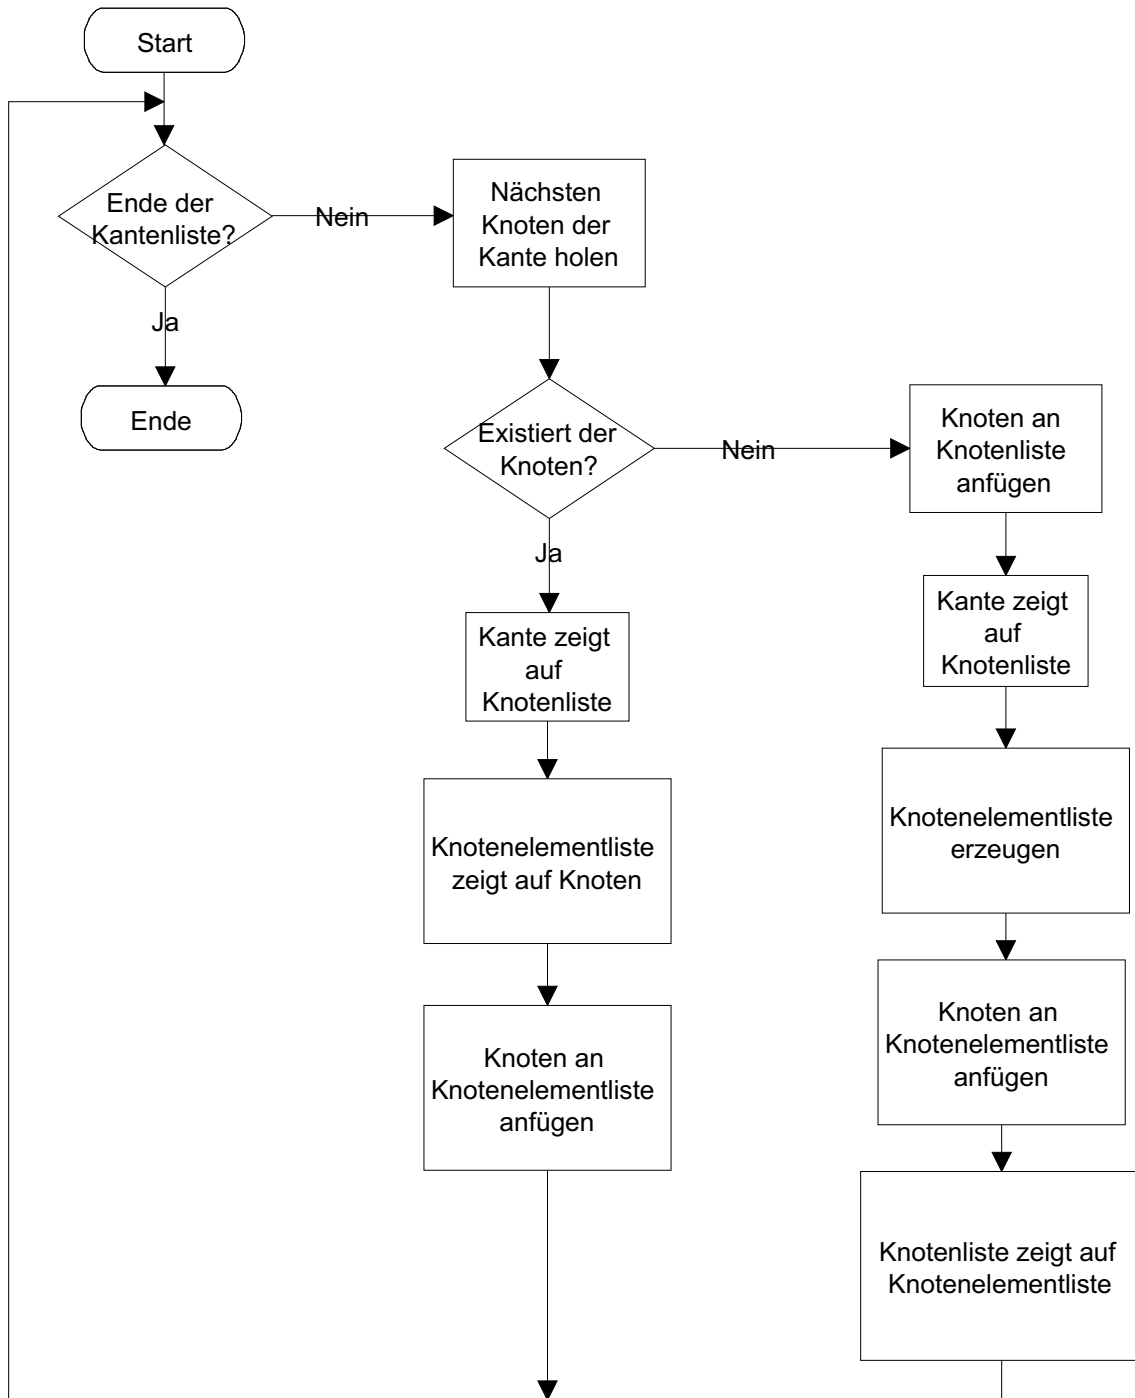 Start
Ende der
Kantenliste?
Nein
Nächsten
Knoten der
Kante holen
Ja
Ende
Existiert der
Knoten?
Nein
Knoten an
Knotenliste
anfügen
Ja
Kante zeigt
auf
Knotenliste
Kante zeigt
auf
Knotenliste
Knotenelementliste
zeigt auf Knoten
Knotenelementliste
erzeugen
Knoten an
Knotenelementliste
anfügen
Knoten an
Knotenelementliste
anfügen
Knotenliste zeigt auf
Knotenelementliste